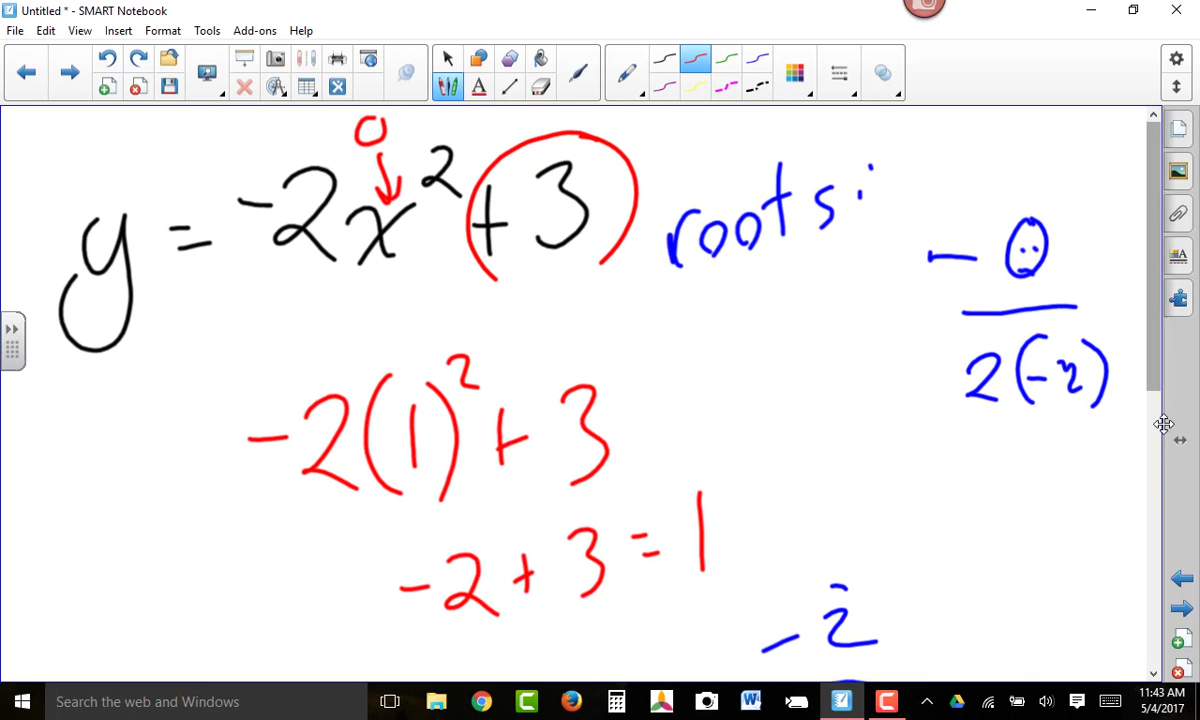 Untitled * - SMART Notebook
File Edit View Insert Format Tools Add-ons Help
0
y = -2x² + 3 roots:
-0
2(-2)
-2(1)² + 3
-2 + 3 = 1
Search the web and Windows
11:43 AM
5/4/2017